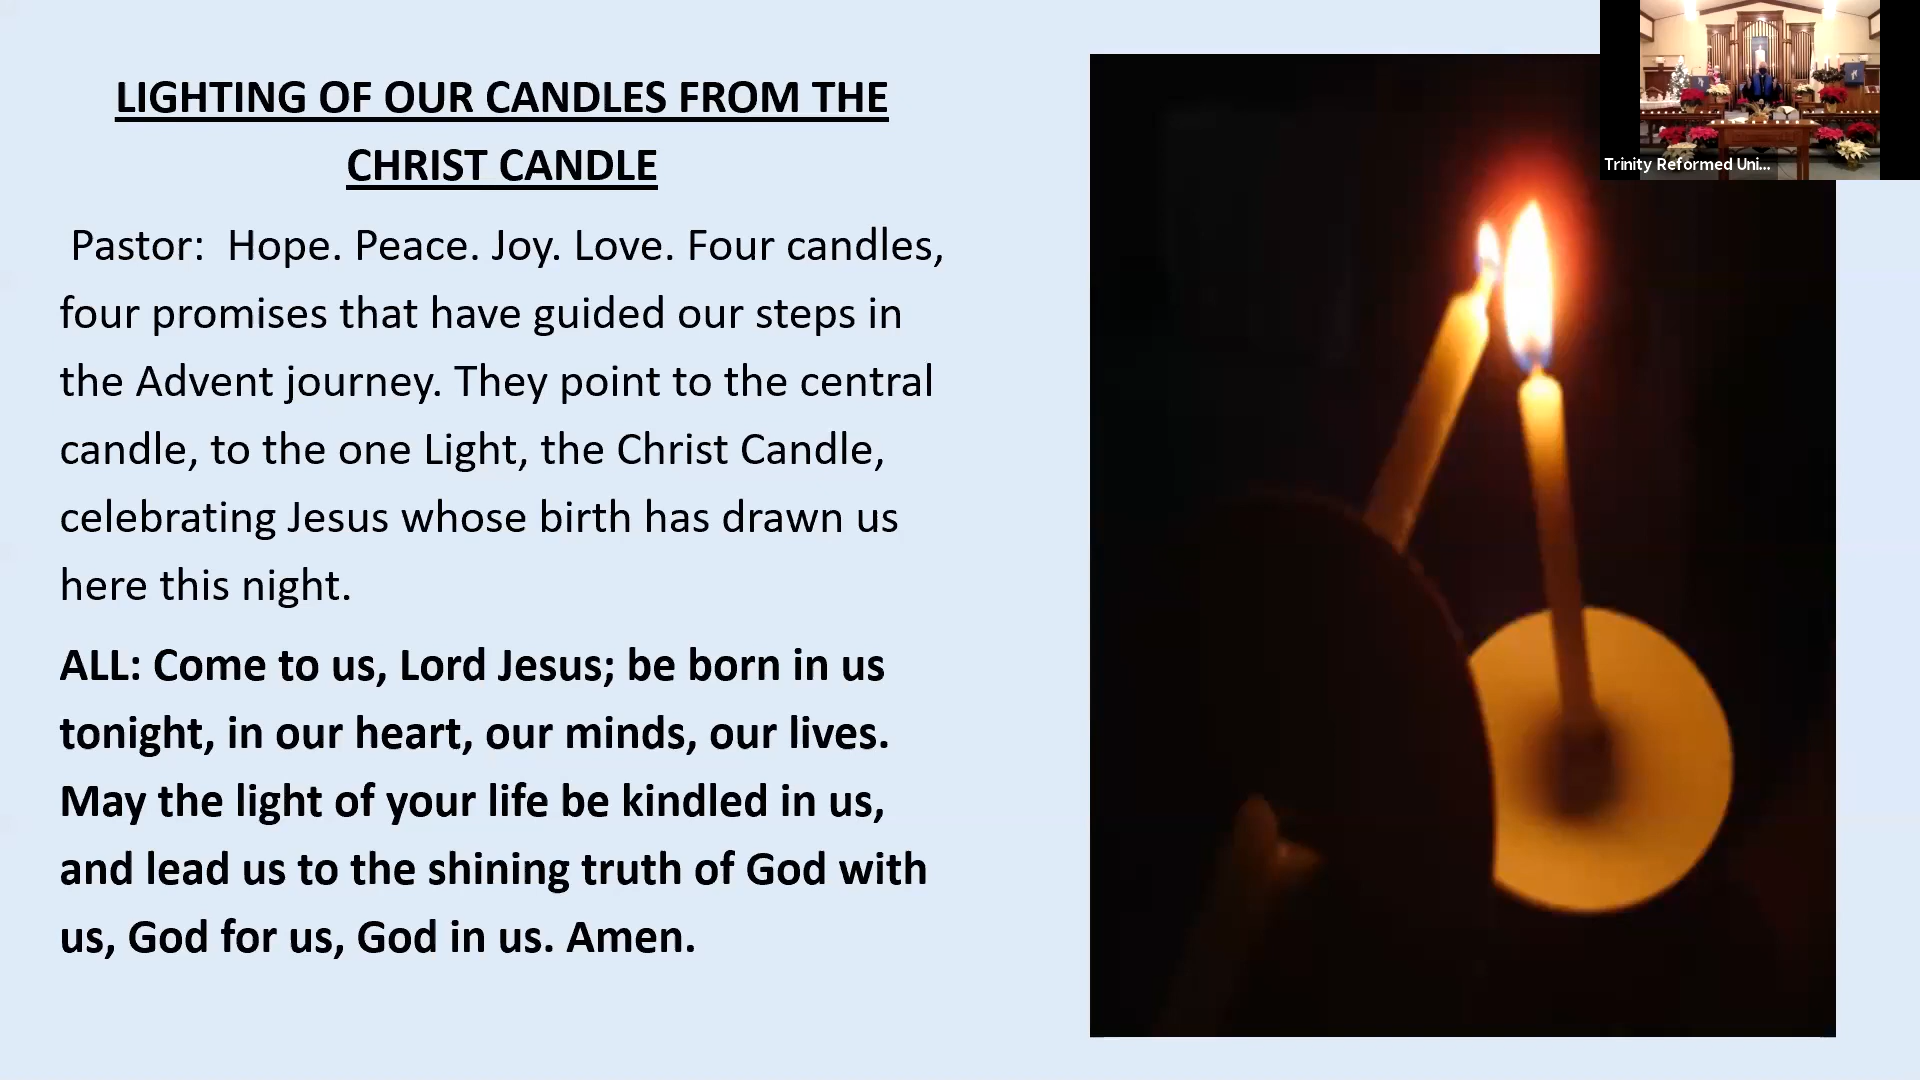 LIGHTING OF OUR CANDLES FROM THE
CHRIST CANDLE
Pastor: Hope. Peace. Joy. Love. Four candles,
four promises that have guided our steps in
the Advent journey. They point to the central
candle, to the one Light, the Christ Candle,
celebrating Jesus whose birth has drawn us
here this night.
ALL: Come to us, Lord Jesus; be born in us
tonight, in our heart, our minds, our lives.
May the light of your life be kindled in us,
and lead us to the shining truth of God with
us, God for us, God in us. Amen.
Trinity Reformed Uni...